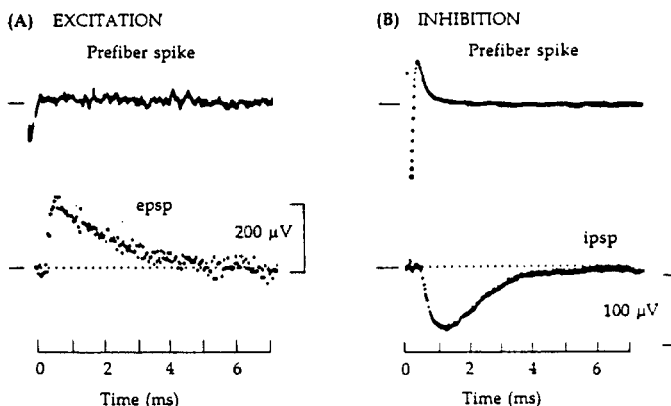 (A) EXCITATION
Prefiber spike
epsp
200 μV
0 2 4 6
Time (ms)
(B) INHIBITION
Prefiber spike
ipsp
100 μV
0 2 4 6
Time (ms)